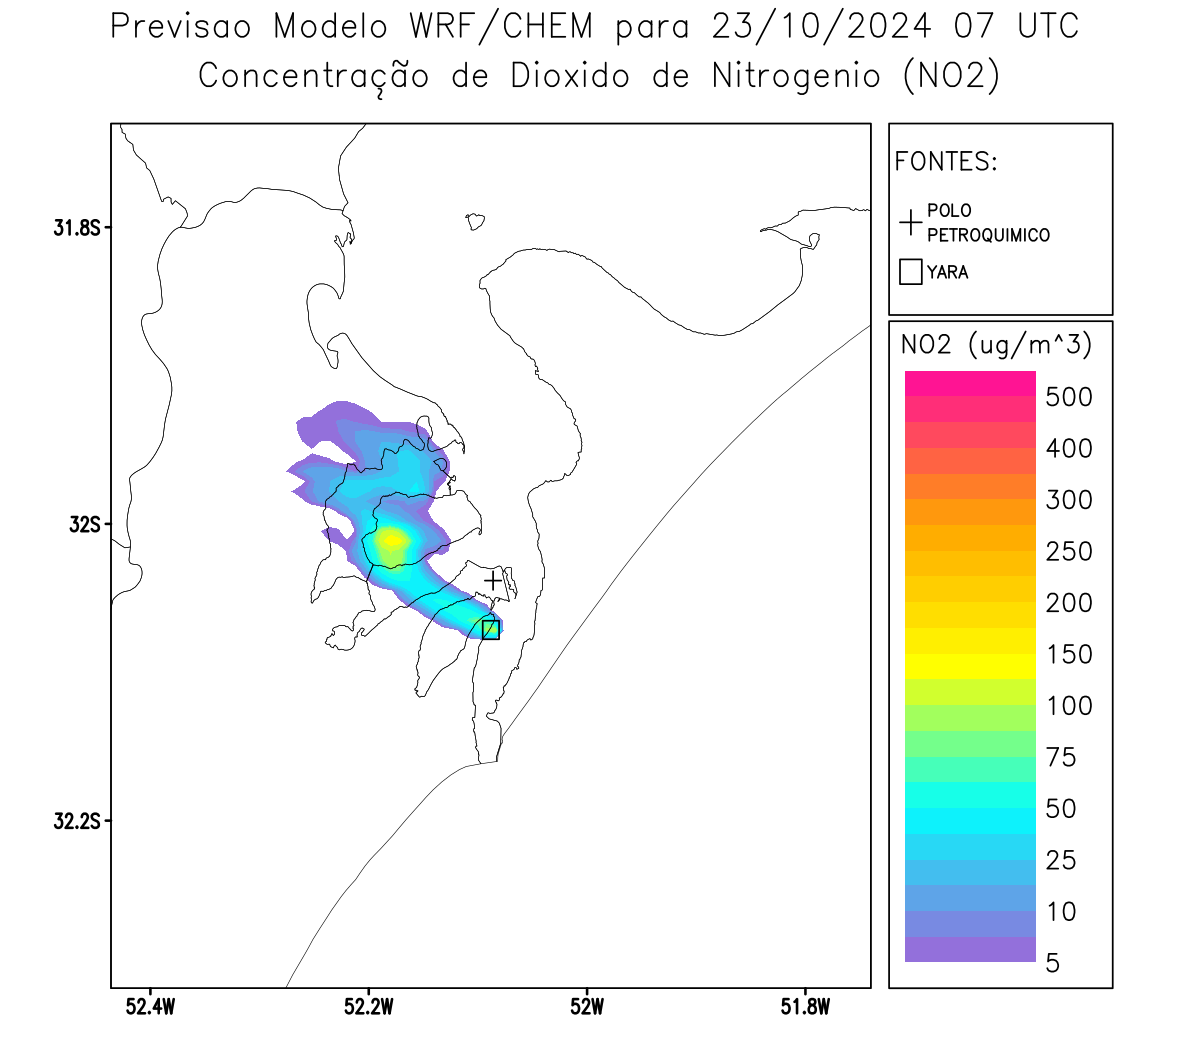 Previsao Modelo WRF/CHEM para 23/10/2024 07 UTC
Concentração de Dioxido de Nitrogenio (NO2)
FONTES:
POLO
PETROQUIMICO
YARA
NO2 (ug/m^3)
500
400
300
250
200
150
100
75
50
25
10
5
31.8S
32S
32.2S
52.4W
52.2W
52W
51.8W